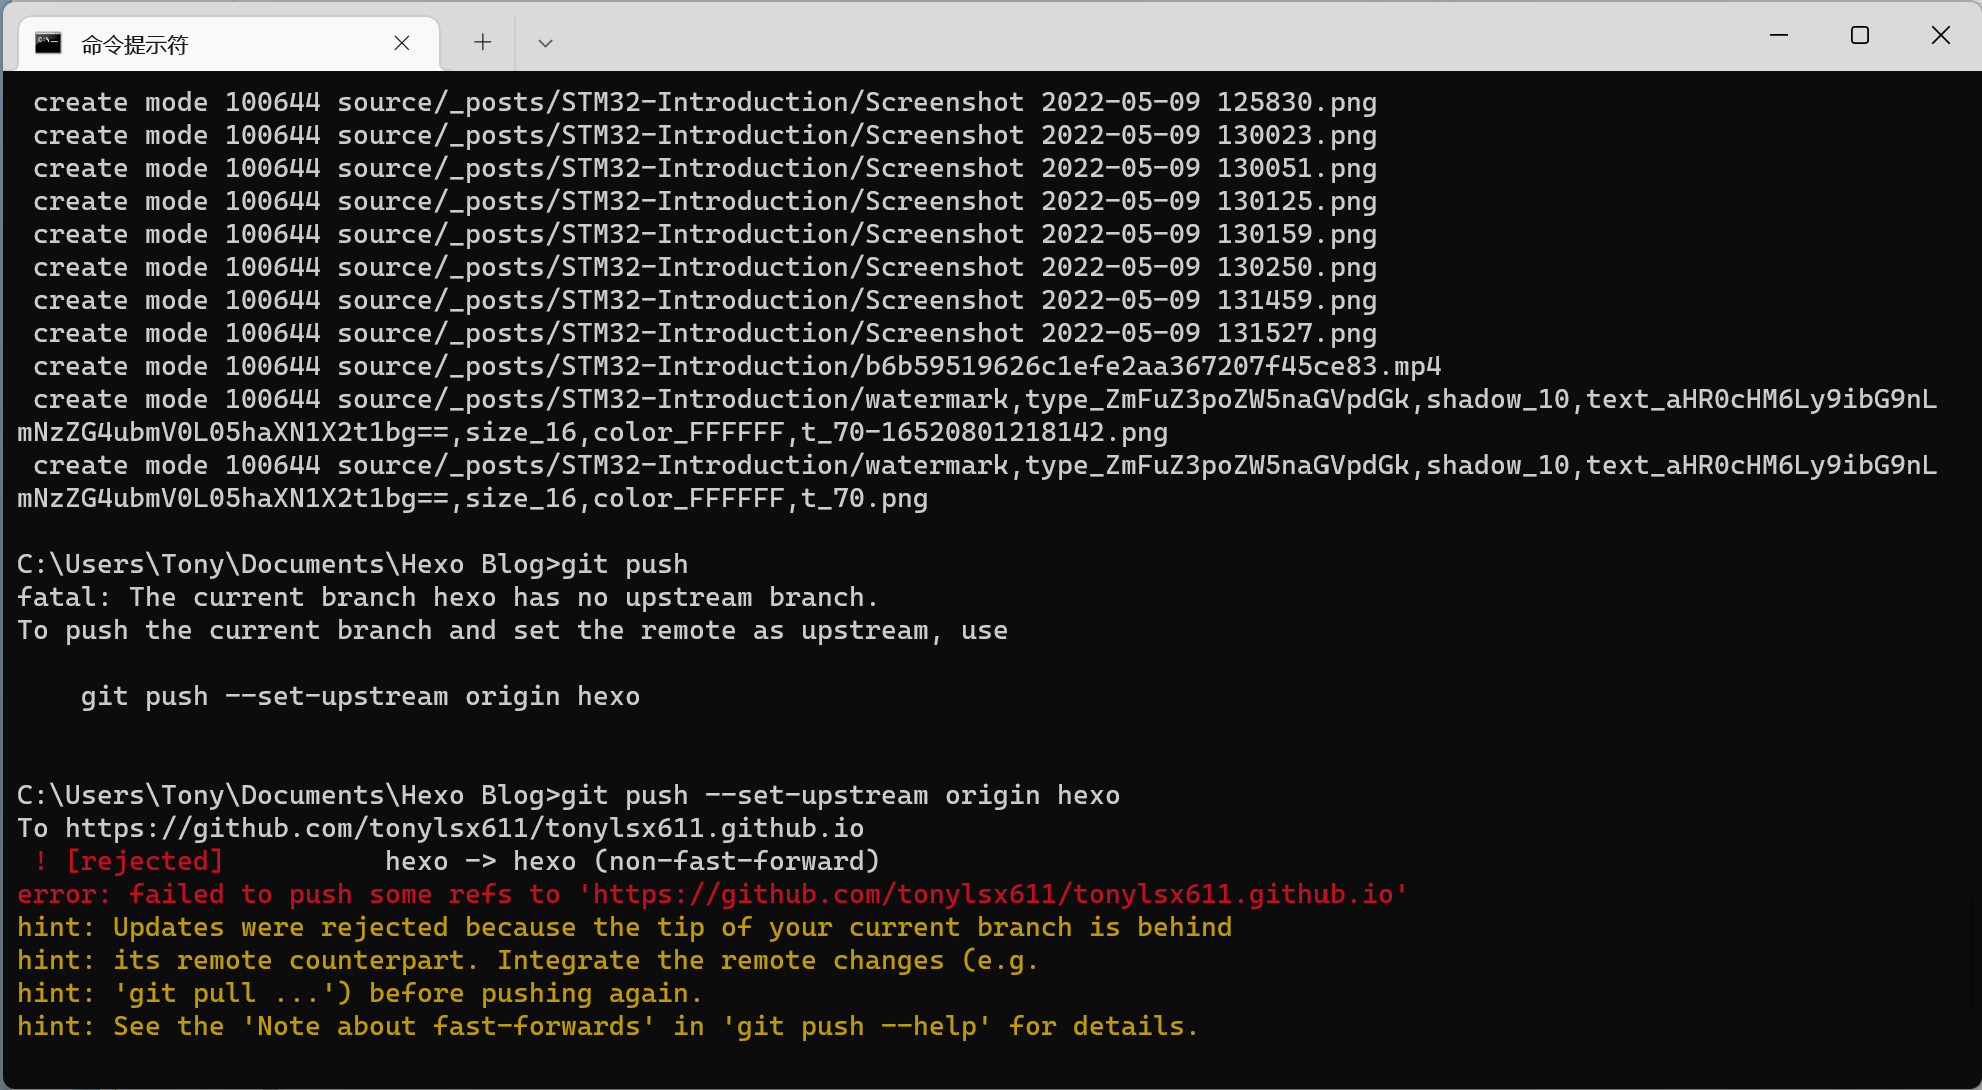 命令提示符
create mode 100644 source/_posts/STM32-Introduction/Screenshot 2022-05-09 125830.png
create mode 100644 source/_posts/STM32-Introduction/Screenshot 2022-05-09 130023.png
create mode 100644 source/_posts/STM32-Introduction/Screenshot 2022-05-09 130051.png
create mode 100644 source/_posts/STM32-Introduction/Screenshot 2022-05-09 130125.png
create mode 100644 source/_posts/STM32-Introduction/Screenshot 2022-05-09 130159.png
create mode 100644 source/_posts/STM32-Introduction/Screenshot 2022-05-09 130250.png
create mode 100644 source/_posts/STM32-Introduction/Screenshot 2022-05-09 131459.png
create mode 100644 source/_posts/STM32-Introduction/Screenshot 2022-05-09 131527.png
create mode 100644 source/_posts/STM32-Introduction/b6b59519626c1efe2aa367207f45ce83.mp4
create mode 100644 source/_posts/STM32-Introduction/watermark,type_ZmFuZ3poZW5naGVpdGk,shadow_10,text_aHR0cHM6Ly9ibG9nL
mNzZG4ubmV0L05haXN1X2t1bg==,size_16,color_FFFFFF,t_70-16520801218142.png
create mode 100644 source/_posts/STM32-Introduction/watermark,type_ZmFuZ3poZW5naGVpdGk,shadow_10,text_aHR0cHM6Ly9ibG9nL
mNzZG4ubmV0L05haXN1X2t1bg==,size_16,color_FFFFFF,t_70.png
C:\Users\Tony\Documents\Hexo Blog>git push
fatal: The current branch hexo has no upstream branch.
To push the current branch and set the remote as upstream, use
git push --set-upstream origin hexo
C:\Users\Tony\Documents\Hexo Blog>git push --set-upstream origin hexo
To https://github.com/tonylsx611/tonylsx611.github.io
! [rejected]          hexo -> hexo (non-fast-forward)
error: failed to push some refs to 'https://github.com/tonylsx611/tonylsx611.github.io'
hint: Updates were rejected because the tip of your current branch is behind
hint: its remote counterpart. Integrate the remote changes (e.g.
hint: 'git pull ...') before pushing again.
hint: See the 'Note about fast-forwards' in 'git push --help' for details.